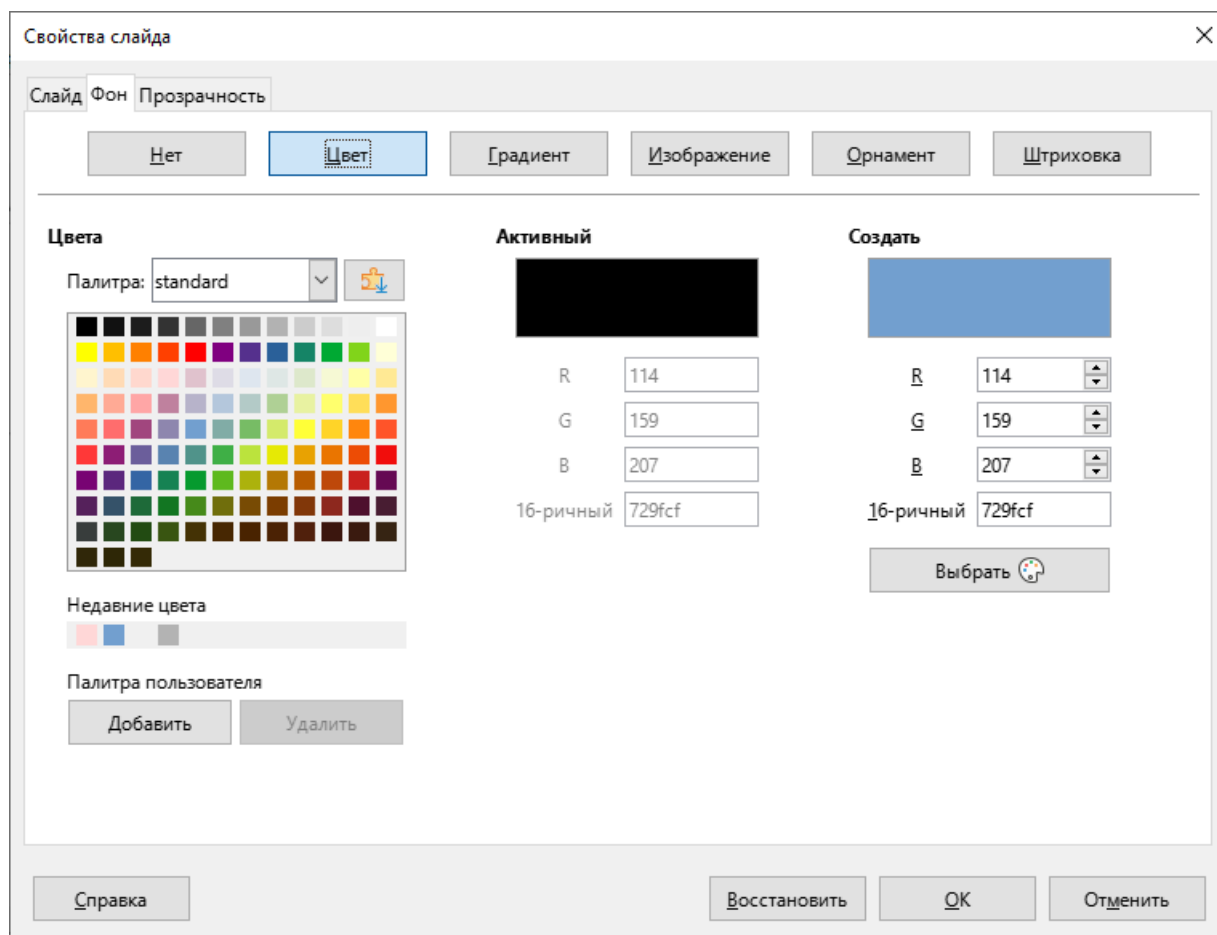 Свойства слайда
Слайд Фон Прозрачность
Нет Цвет Градиент Изображение Орнамент Штриховка
Цвета Активный Создать
Палитра: standard
R 114 R 114
G 159 G 159
B 207 B 207
16-ричный 729fcf 16-ричный 729fcf
Выбрать
Недавние цвета
Палитра пользователя
Добавить Удалить
Справка Восстановить OK Отменить